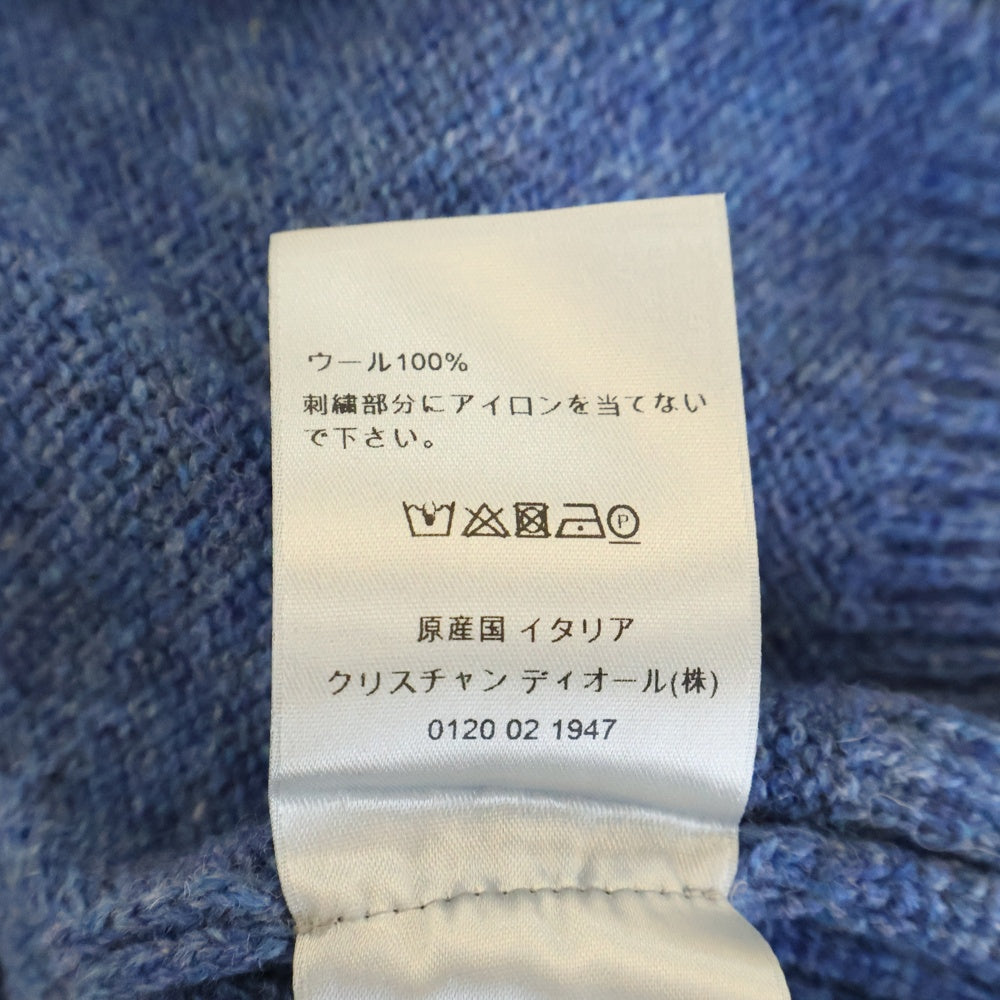 ウール100%
刺繍部分にアイロンを当てない
で下さい。
P
原産国 イタリア
クリスチャン ディオール(株)
0120 02 1947